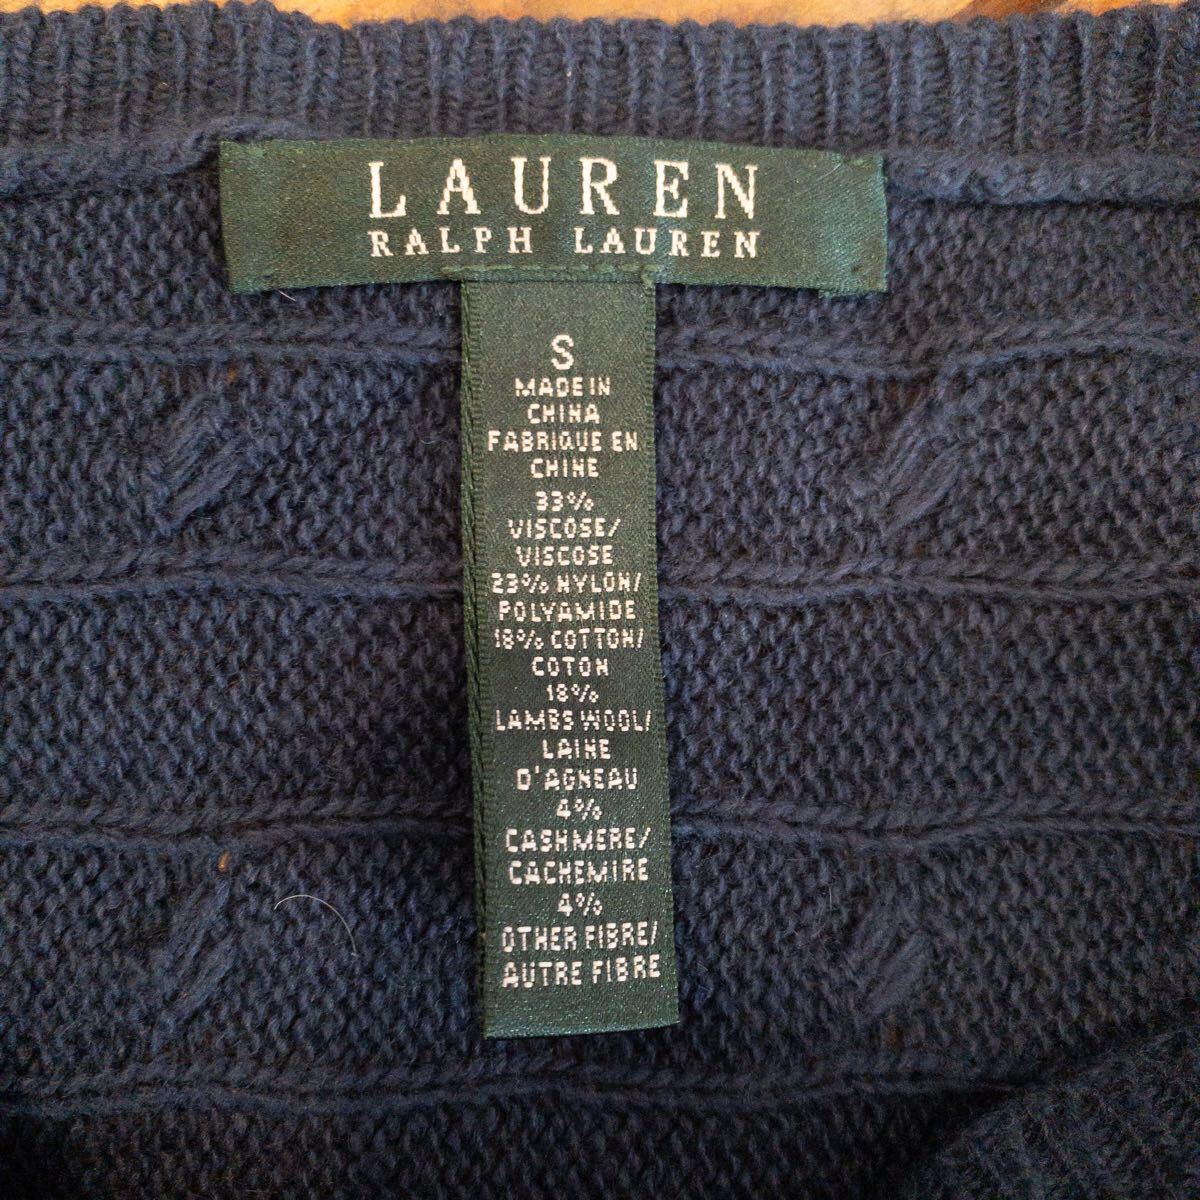 LAUREN
RALPH LAUREN
S
MADE IN
CHINA
FABRIQUE EN
CHINE
33%
VISCOSE/
VISCOSE
23% NYLON/
POLYAMIDE
18% COTTON/
COTON
18%
LAMBS WOOL/
LAINE
D'AGNEAU
4%
CASHMERE/
CACHEMIRE
4%
OTHER FIBRE/
AUTRE FIBRE